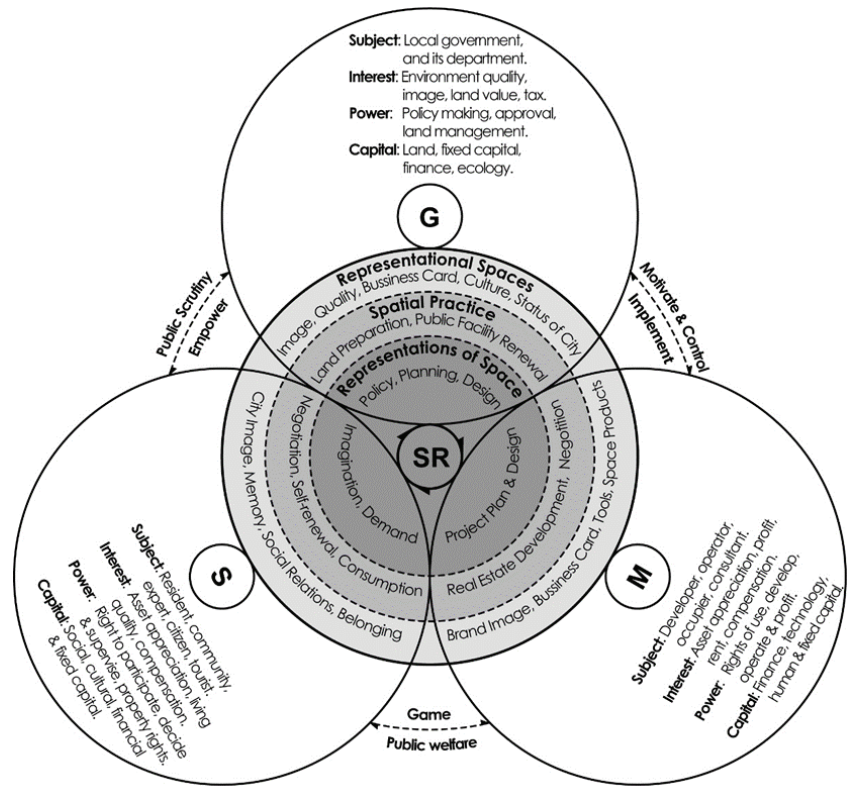 Subject: Local government,
and its department.
Interest: Environment quality,
image, land value, tax.
Power: Policy making, approval,
land management.
Capital: Land, fixed capital,
finance, ecology.
G
Public Scrutiny
Empower
Motivate & Control
Implement
Representational Spaces
Image, Quality, Bussiness Card, Culture, Status of City
Spatial Practice
Land Preparation, Public Facility Renewal
Representations of Space
Policy, Planning, Design
SR
Imagination, Demand
Negotiation, Self-renewal, Consumption
City Image, Memory, Social Relations, Belonging
Project Plan & Design
Real Estate Development, Negotition
Brand Image, Bussiness Card, Tools, Space Products
S
Subject: Resident, community,
expert, citizen, tourist.
Interest: Asset appreciation, living
quality, compensation.
Power: Right to participate, decide
& supervise, property rights.
Capital: Social, cultural, financial
& fixed capital.
M
Subject: Developer, operator,
occupier, consultant.
Interest: Asset appreciation, profit,
rent, compensation.
Power: Rights of use, develop,
operate & profit.
Capital: Finance, technology,
human & fixed capital.
Game
Public welfare